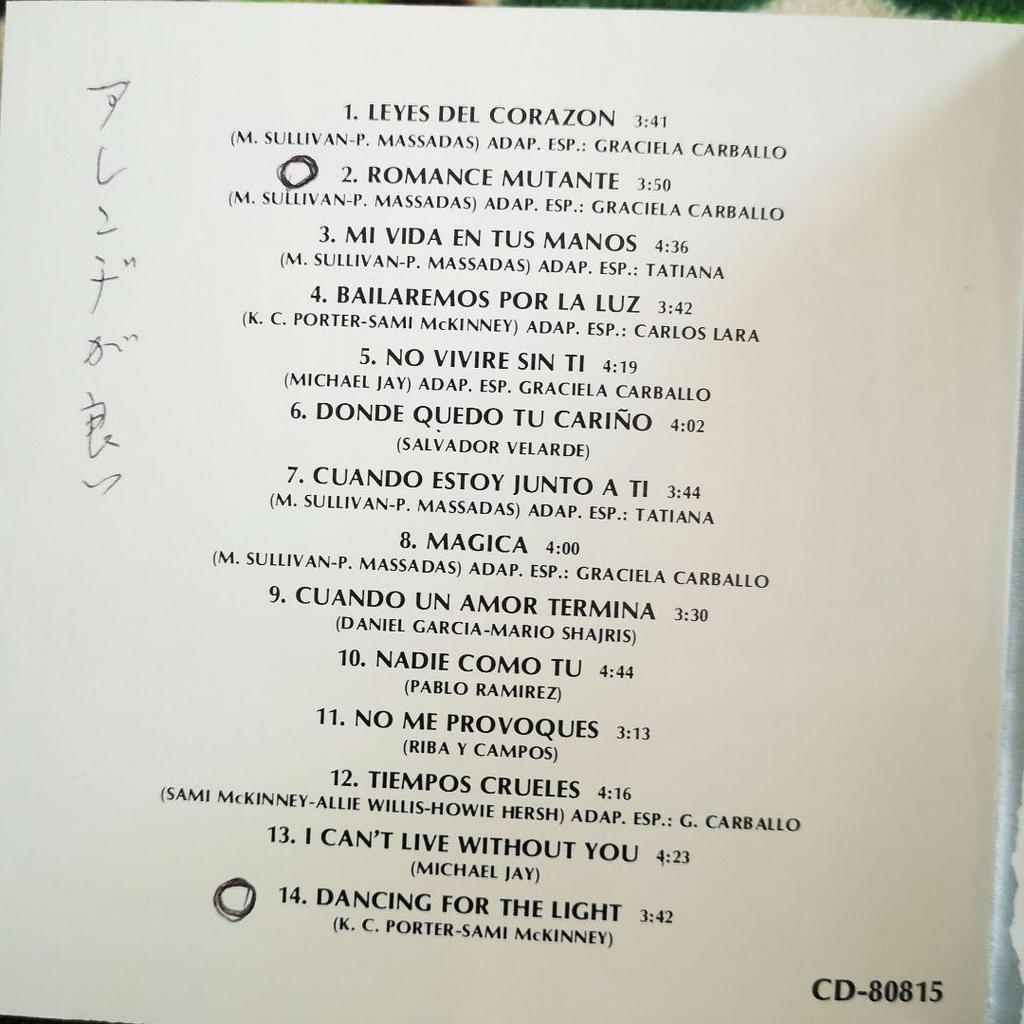 アレンヂが良い
1. LEYES DEL CORAZON 3:41
(M. SULLIVAN-P. MASSADAS) ADAP. ESP.: GRACIELA CARBALLO
2. ROMANCE MUTANTE 3:50
(M. SULLIVAN-P. MASSADAS) ADAP. ESP.: GRACIELA CARBALLO
3. MI VIDA EN TUS MANOS 4:36
(M. SULLIVAN-P. MASSADAS) ADAP. ESP.: TATIANA
4. BAILAREMOS POR LA LUZ 3:42
(K. C. PORTER-SAMI McKINNEY) ADAP. ESP.: CARLOS LARA
5. NO VIVIRE SIN TI 4:19
(MICHAEL JAY) ADAP. ESP. GRACIELA CARBALLO
6. DONDE QUEDO TU CARIÑO 4:02
(SALVADOR VELARDE)
7. CUANDO ESTOY JUNTO A TI 3:44
(M. SULLIVAN-P. MASSADAS) ADAP. ESP.: TATIANA
8. MAGICA 4:00
(M. SULLIVAN-P. MASSADAS) ADAP. ESP.: GRACIELA CARBALLO
9. CUANDO UN AMOR TERMINA 3:30
(DANIEL GARCIA-MARIO SHAJRIS)
10. NADIE COMO TU 4:44
(PABLO RAMIREZ)
11. NO ME PROVOQUES 3:13
(RIBA Y CAMPOS)
12. TIEMPOS CRUELES 4:16
(SAMI McKINNEY-ALLIE WILLIS-HOWIE HERSH) ADAP. ESP.: G. CARBALLO
13. I CAN'T LIVE WITHOUT YOU 4:23
(MICHAEL JAY)
14. DANCING FOR THE LIGHT 3:42
(K. C. PORTER-SAMI McKINNEY)
CD-80815